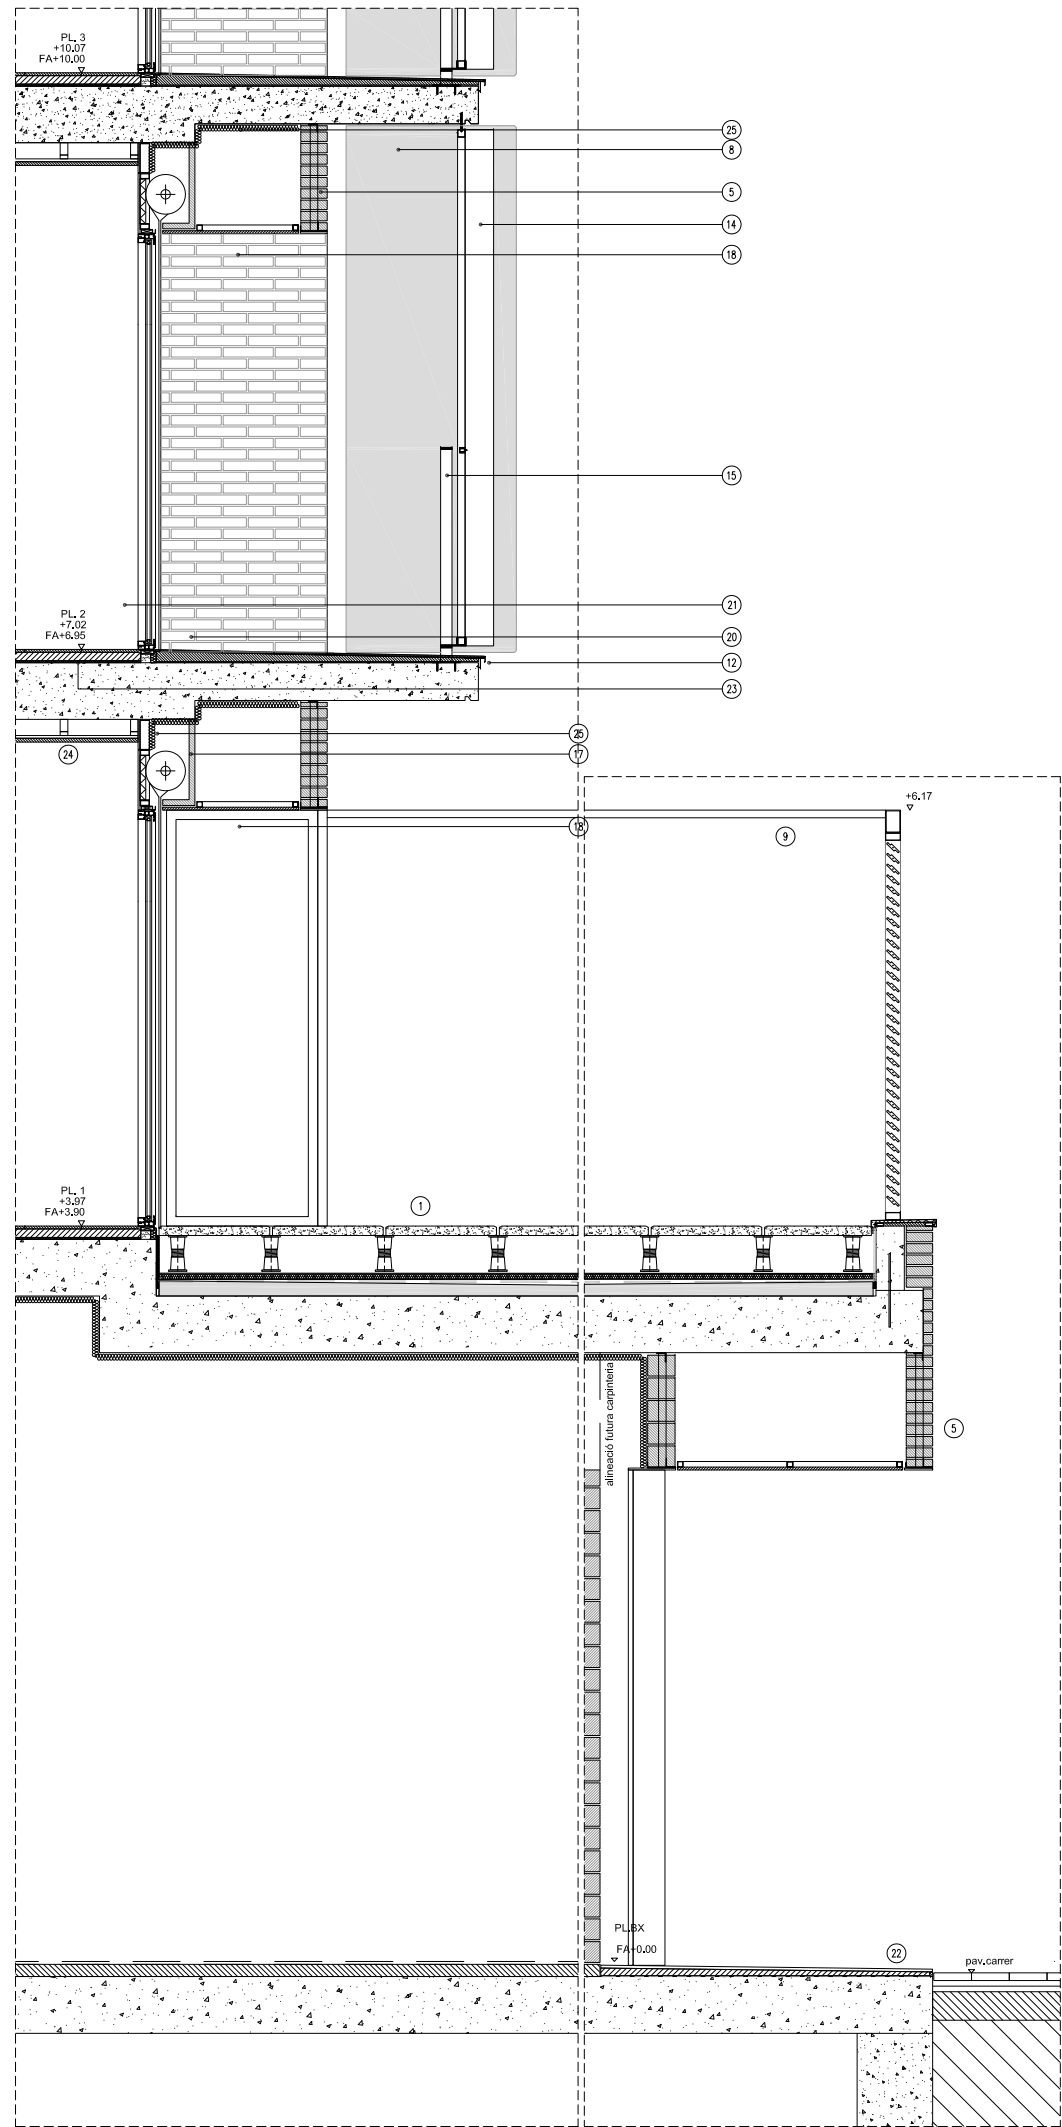 PL. 3
+10.07
FA+10.00
25
8
5
14
18
15
21
PL. 2
+7.02
FA+6.95
20
12
23
25
24
17
+6.17
18
9
PL. 1
+3.97
FA+3.90
1
alineació futura carpinteria
5
PL.BX
FA+0.00
22
pav.carrer